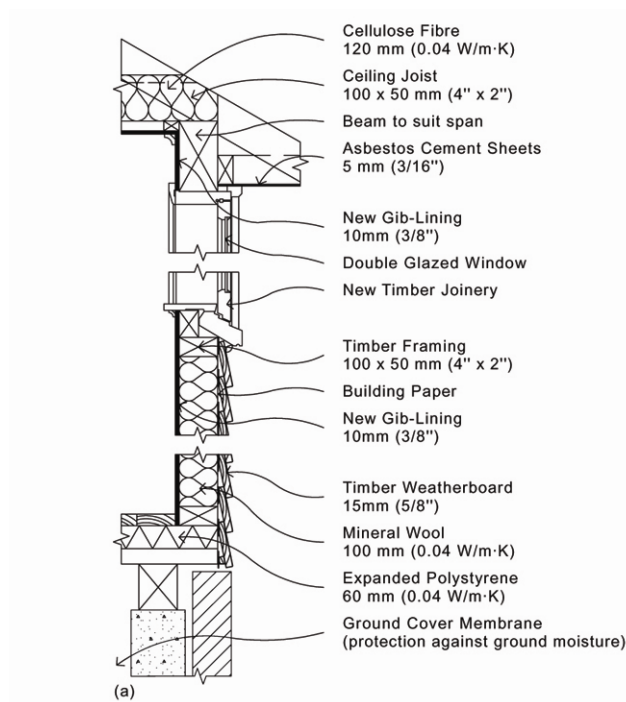 Cellulose Fibre
120 mm (0.04 W/m·K)
Ceiling Joist
100 x 50 mm (4" x 2")
Beam to suit span
Asbestos Cement Sheets
5 mm (3/16")
New Gib-Lining
10mm (3/8")
Double Glazed Window
New Timber Joinery
Timber Framing
100 x 50 mm (4" x 2")
Building Paper
New Gib-Lining
10mm (3/8")
Timber Weatherboard
15mm (5/8")
Mineral Wool
100 mm (0.04 W/m·K)
Expanded Polystyrene
60 mm (0.04 W/m·K)
Ground Cover Membrane
(protection against ground moisture)
(a)